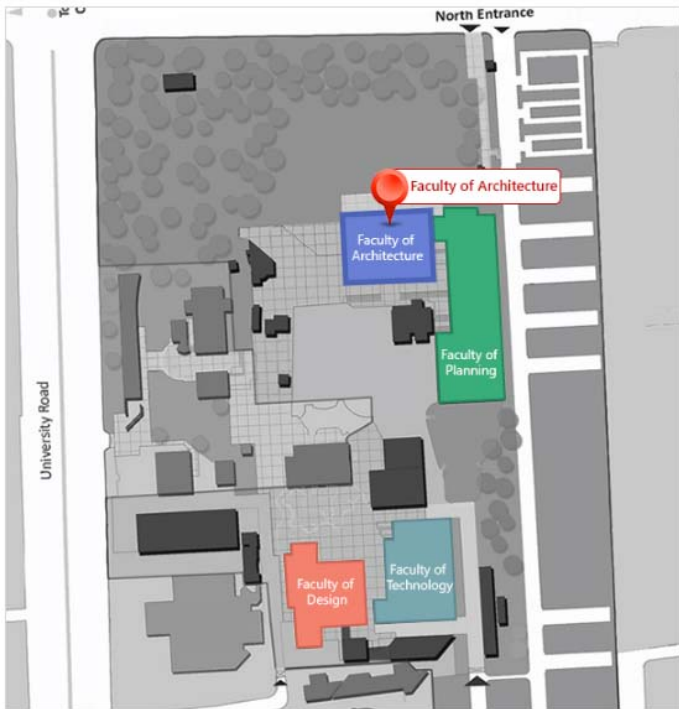 North Entrance
Faculty of Architecture
Faculty of
Architecture
Faculty of
Planning
University Road
Faculty of
Technology
Faculty of
Design